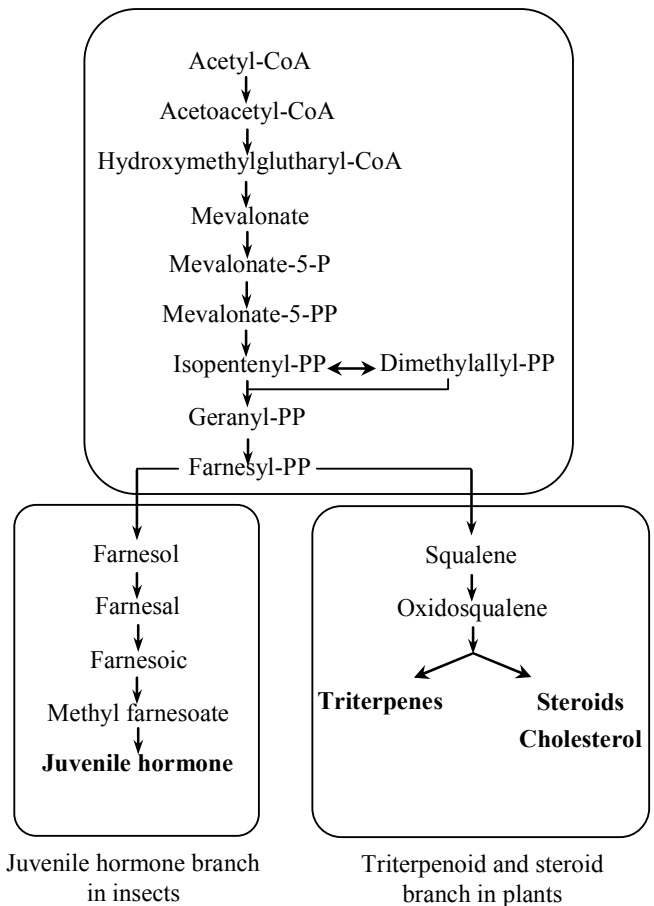 Acetyl-CoA
Acetoacetyl-CoA
Hydroxymethylglutharyl-CoA
Mevalonate
Mevalonate-5-P
Mevalonate-5-PP
Isopentenyl-PP
Dimethylallyl-PP
Geranyl-PP
Farnesyl-PP
Farnesol
Farnesal
Farnesoic
Methyl farnesoate
Juvenile hormone
Squalene
Oxidosqualene
Triterpenes
Steroids
Cholesterol
Juvenile hormone branch
in insects
Triterpenoid and steroid
branch in plants